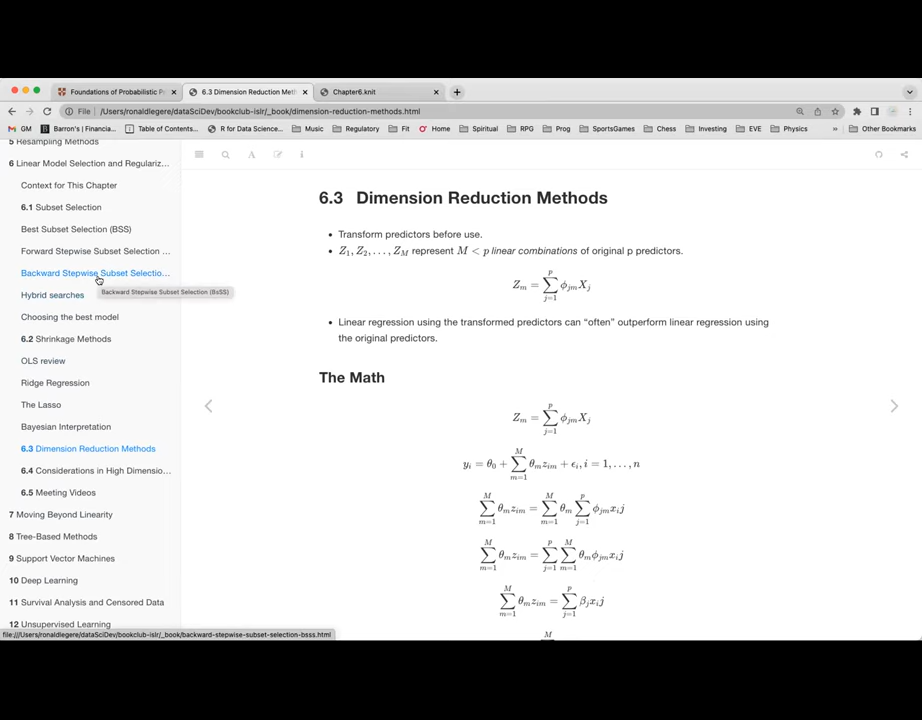 Foundations of Probabilistic Py
6.3 Dimension Reduction Meth
Chapter6.knit
File /Users/ronaldlegere/dataSciDev/bookclub-islr/_book/dimension-reduction-methods.html
GM Barron's | Financia... Table of Contents... R for Data Science... Music Regulatory Fit Home Spiritual RPG Prog SportsGames Chess Investing EVE Physics » Other Bookmarks
5 Resampling Methods
6 Linear Model Selection and Regulariz...
Context for This Chapter
6.1 Subset Selection
Best Subset Selection (BSS)
Forward Stepwise Subset Selection ...
Backward Stepwise Subset Selectio...
Backward Stepwise Subset Selection (BsSS)
Hybrid searches
Choosing the best model
6.2 Shrinkage Methods
OLS review
Ridge Regression
The Lasso
Bayesian Interpretation
6.3 Dimension Reduction Methods
6.4 Considerations in High Dimensio...
6.5 Meeting Videos
7 Moving Beyond Linearity
8 Tree-Based Methods
9 Support Vector Machines
10 Deep Learning
11 Survival Analysis and Censored Data
12 Unsupervised Learning
file:///Users/ronaldlegere/dataSciDev/bookclub-islr/_book/backward-stepwise-subset-selection-bsss.html
6.3 Dimension Reduction Methods
• Transform predictors before use.
• Z₁, Z₂, . . . , Z_M represent M < p linear combinations of original p predictors.
Z_m = ∑_{j=1}^{p} ϕ_{jm}X_j
• Linear regression using the transformed predictors can “often” outperform linear regression using
the original predictors.
The Math
Z_m = ∑_{j=1}^{p} ϕ_{jm}X_j
y_i = θ_0 + ∑_{m=1}^{M} θ_m z_{im} + ϵ_i, i = 1, . . . , n
∑_{m=1}^{M} θ_m z_{im} = ∑_{m=1}^{M} θ_m ∑_{j=1}^{p} ϕ_{jm}x_ij
∑_{m=1}^{M} θ_m z_{im} = ∑_{j=1}^{p} ∑_{m=1}^{M} θ_m ϕ_{jm}x_ij
∑_{m=1}^{M} θ_m z_{im} = ∑_{j=1}^{p} β_j x_ij
M